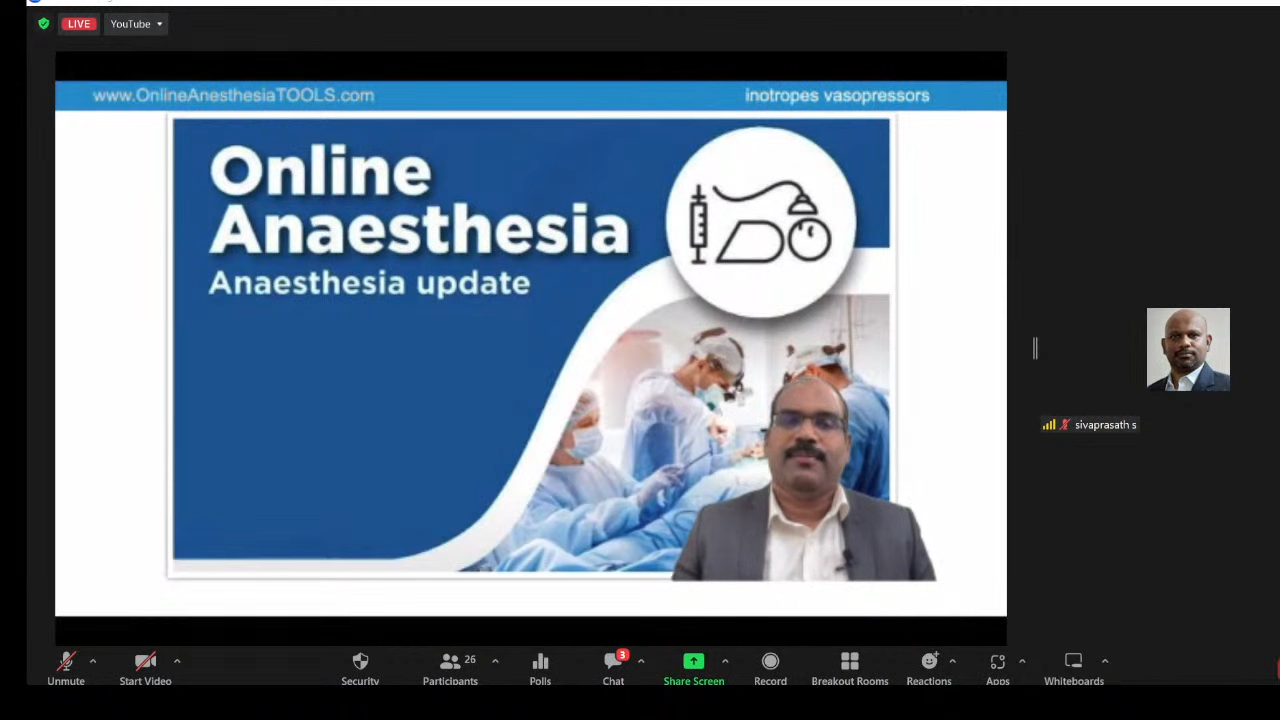 LIVE
YouTube
www.OnlineAnesthesiaTOOLS.com
inotropes vasopressors
Online
Anaesthesia
Anaesthesia update
sivaprasath s
26
3
Unmute
Start Video
Security
Participants
Polls
Chat
Share Screen
Record
Breakout Rooms
Reactions
Apps
Whiteboards